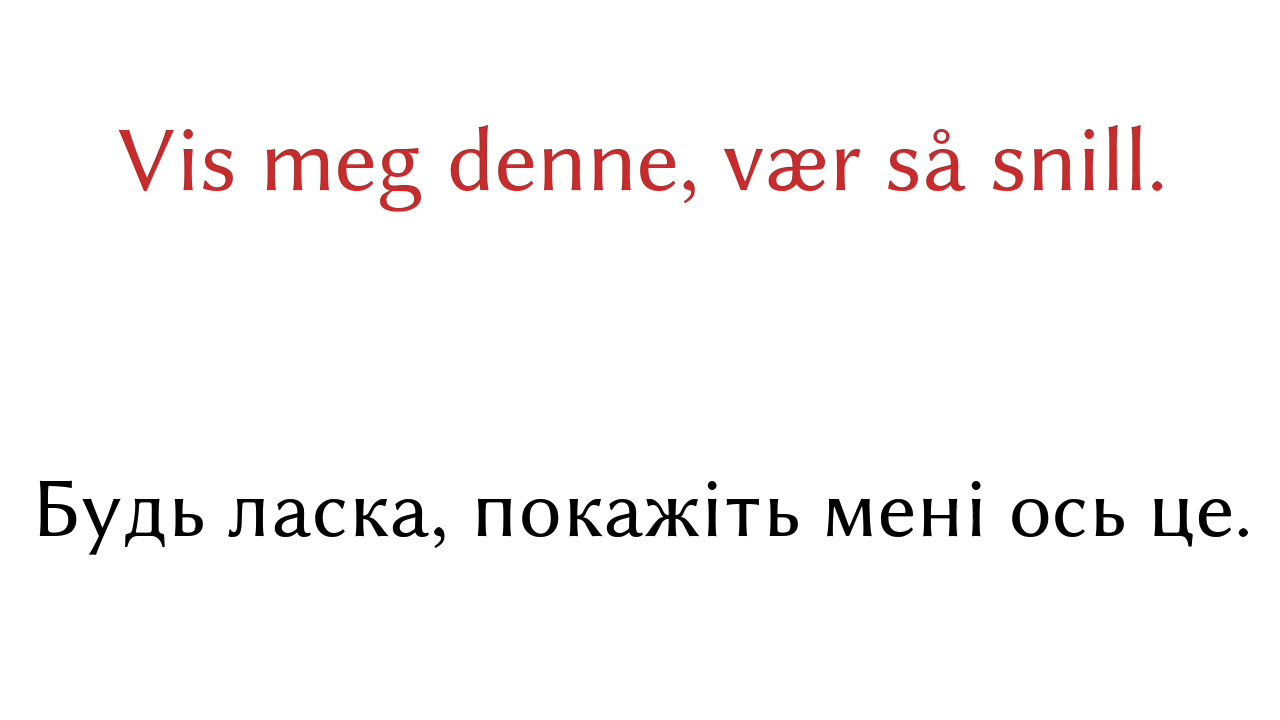 Vis meg denne, vær så snill.
Будь ласка, покажіть мені ось це.